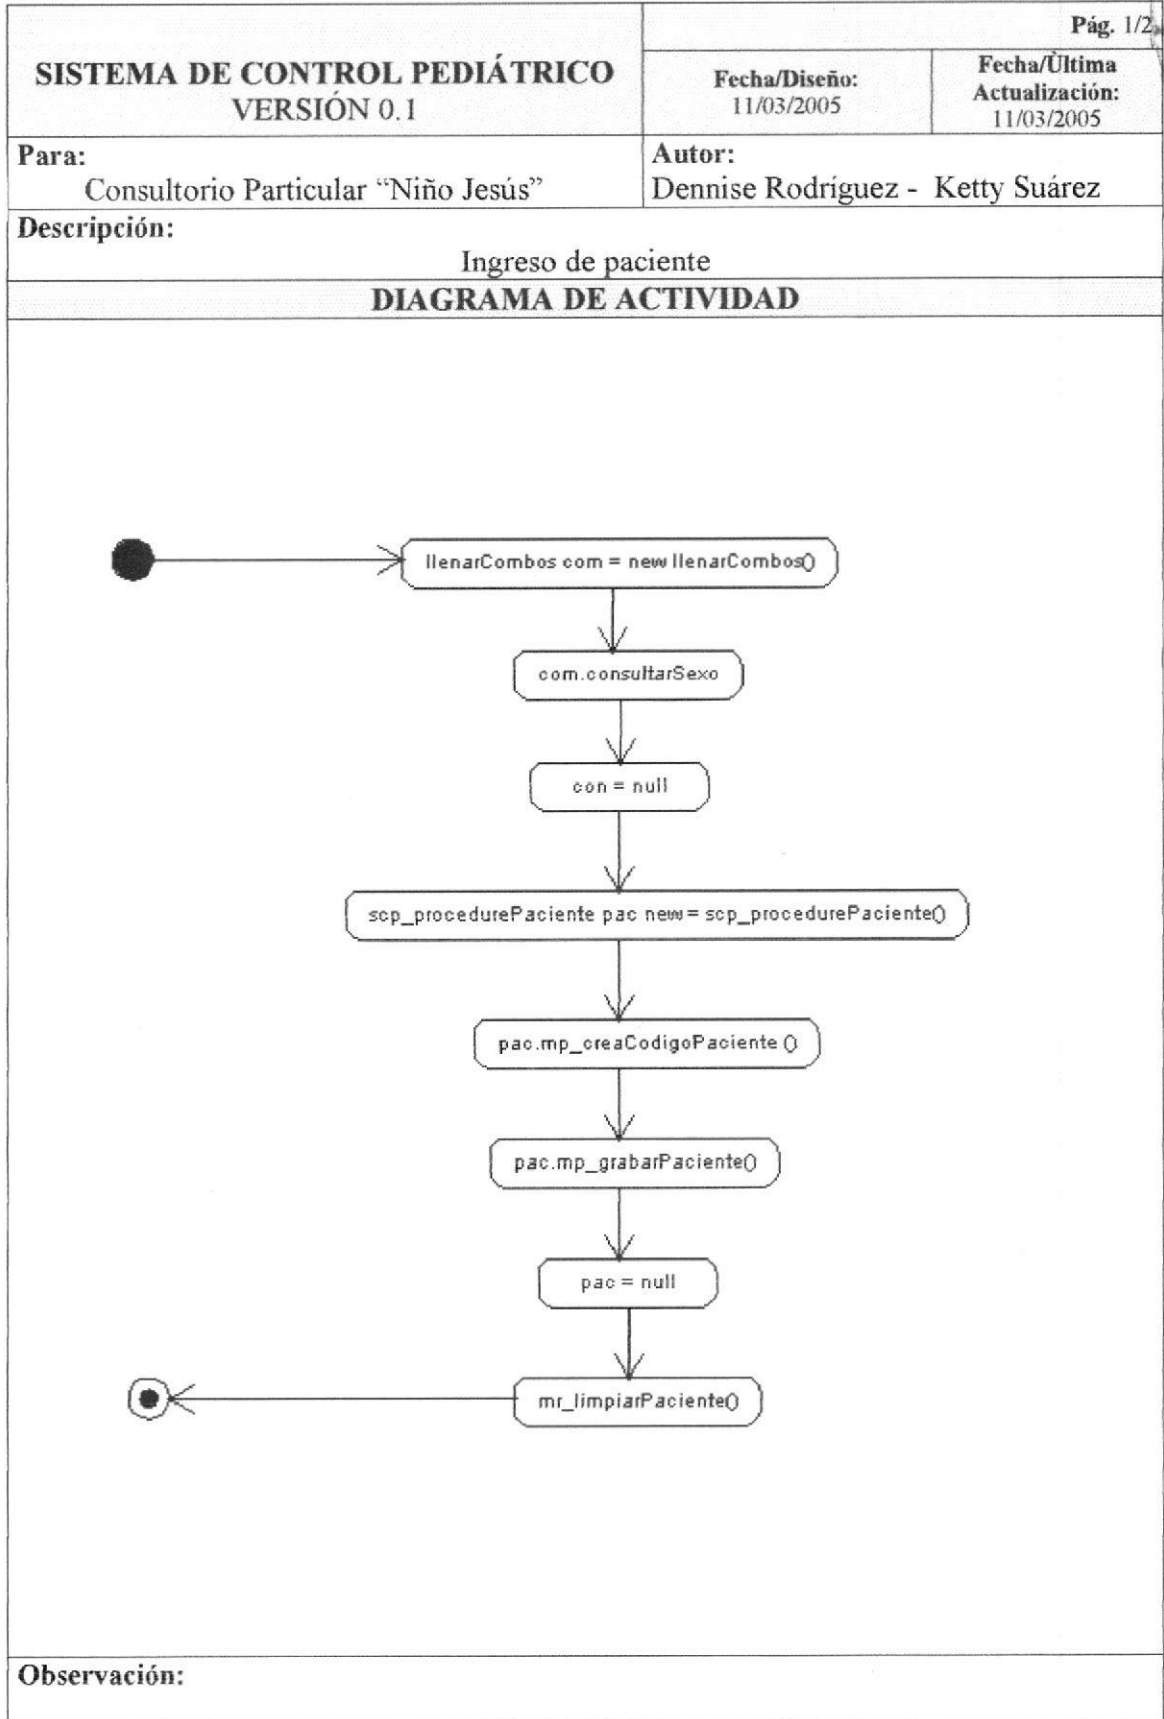 Pág. 1/2
SISTEMA DE CONTROL PEDIÁTRICO
VERSIÓN 0.1
Fecha/Diseño:
11/03/2005
Fecha/Ùltima
Actualización:
11/03/2005
Para:
Consultorio Particular “Niño Jesús”
Autor:
Dennise Rodríguez - Ketty Suárez
Descripción:
Ingreso de paciente
DIAGRAMA DE ACTIVIDAD
llenarCombos com = new llenarCombos()
com.consultarSexo
con = null
scp_procedurePaciente pac new = scp_procedurePaciente()
pac.mp_creaCodigoPaciente ()
pac.mp_grabarPaciente()
pac = null
mr_limpiarPaciente()
Observación: